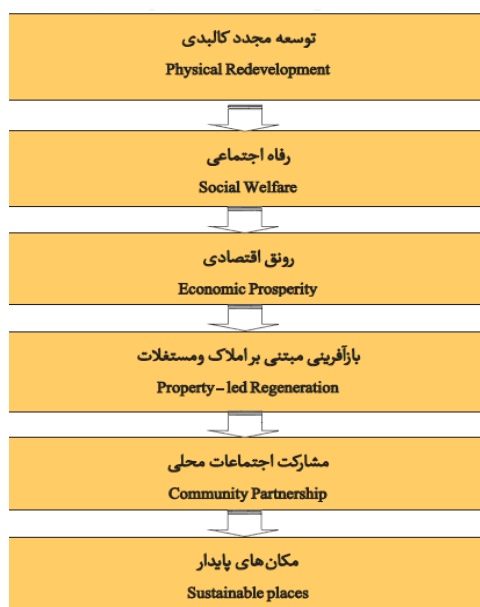 توسعه مجدد کالبدی
Physical Redevelopment
رفاه اجتماعی
Social Welfare
رونق اقتصادی
Economic Prosperity
بازآفرینی مبتنی بر املاک ومستغلات
Property – led Regeneration
مشارکت اجتماعات محلی
Community Partnership
مکان‌های پایدار
Sustainable places